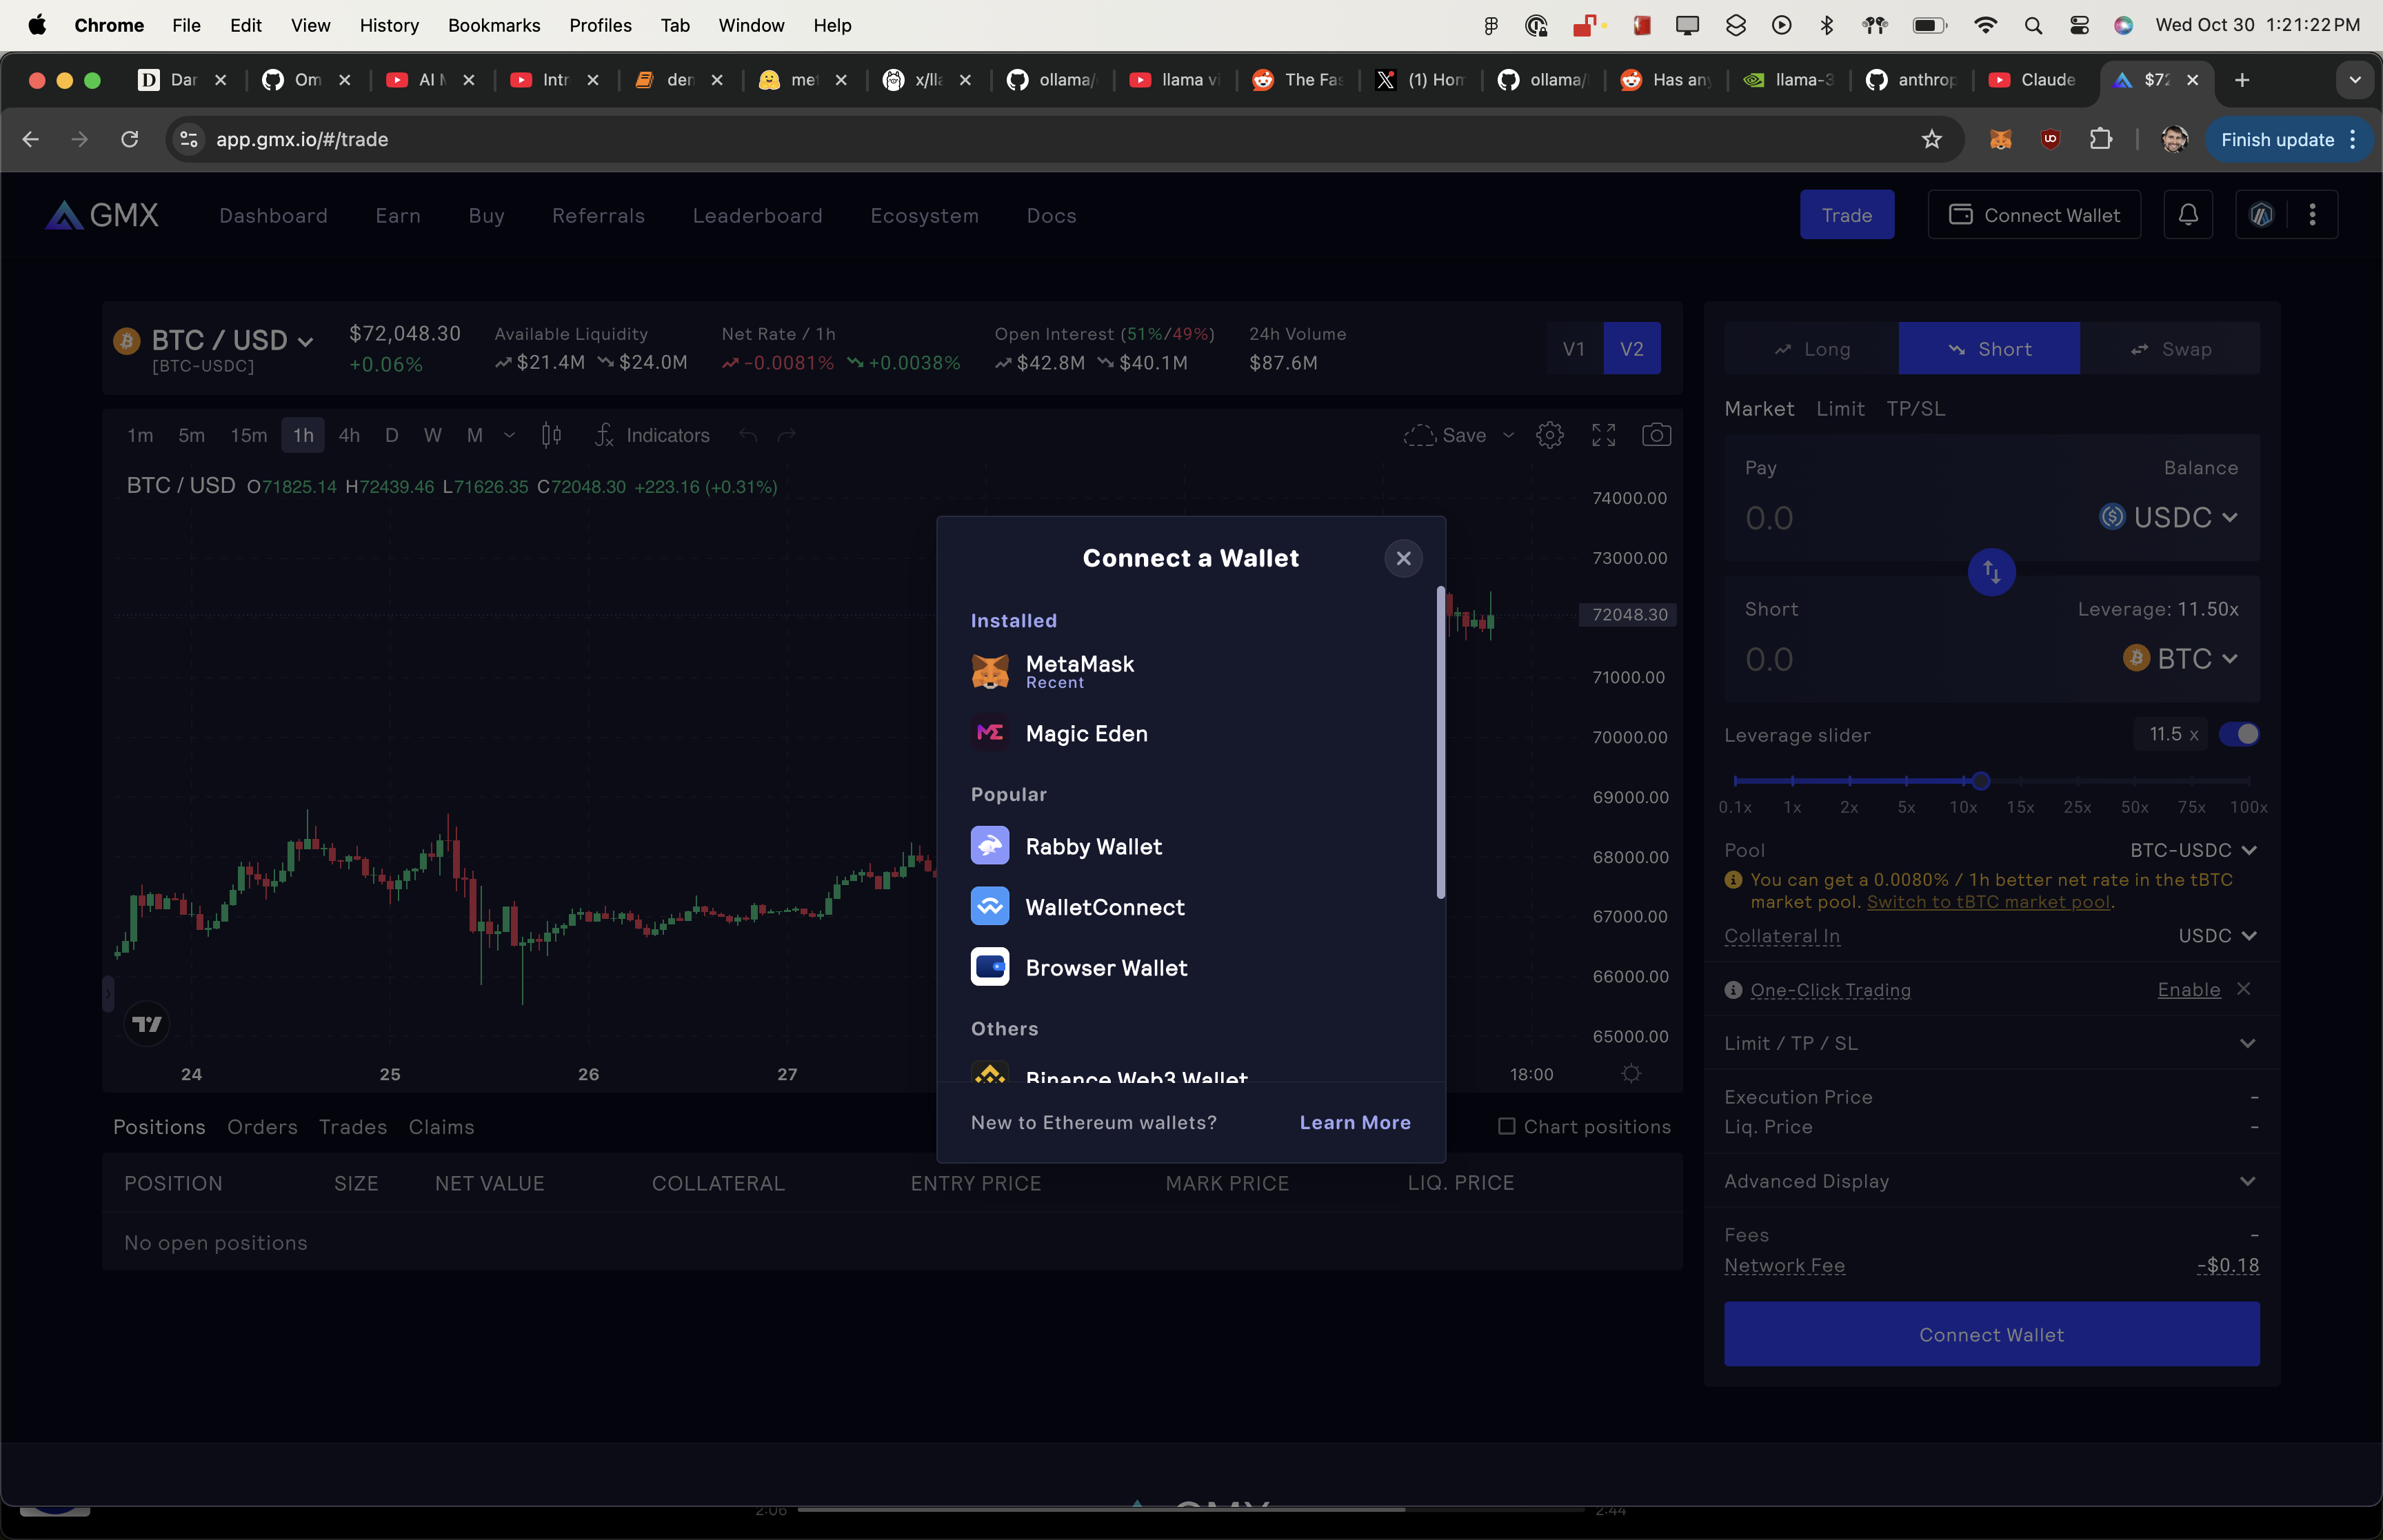 Chrome File Edit View History Bookmarks Profiles Tab Window Help Wed Oct 30 1:21:22 PM
D Dar Om AI Intr den met x/lla ollama/ llama vi The Fas (1) Hom ollama/ Has any llama-3 anthrop Claude $72
app.gmx.io/#/trade Finish update
GMX Dashboard Earn Buy Referrals Leaderboard Ecosystem Docs Trade Connect Wallet
BTC / USD
[BTC-USDC]
$72,048.30
+0.06%
Available Liquidity
$21.4M $24.0M
Net Rate / 1h
-0.0081% +0.0038%
Open Interest (51%/49%)
$42.8M $40.1M
24h Volume
$87.6M
V1 V2
1m 5m 15m 1h 4h D W M Indicators Save
BTC / USD O71825.14 H72439.46 L71626.35 C72048.30 +223.16 (+0.31%)
74000.00
73000.00
72048.30
71000.00
70000.00
69000.00
68000.00
67000.00
66000.00
65000.00
24 25 26 27 18:00
Connect a Wallet
Installed
MetaMask
Recent
Magic Eden
Popular
Rabby Wallet
WalletConnect
Browser Wallet
Others
Binance Web3 Wallet
New to Ethereum wallets? Learn More
Positions Orders Trades Claims Chart positions
POSITION SIZE NET VALUE COLLATERAL ENTRY PRICE MARK PRICE LIQ. PRICE
No open positions
Long Short Swap
Market Limit TP/SL
Pay Balance
0.0 USDC
Short Leverage: 11.50x
0.0 BTC
Leverage slider 11.5 x
0.1x 1x 2x 5x 10x 15x 25x 50x 75x 100x
Pool BTC-USDC
You can get a 0.0080% / 1h better net rate in the tBTC
market pool. Switch to tBTC market pool.
Collateral In USDC
One-Click Trading Enable
Limit / TP / SL
Execution Price -
Liq. Price -
Advanced Display
Fees -
Network Fee -$0.18
Connect Wallet
GMX
2:06 2:44